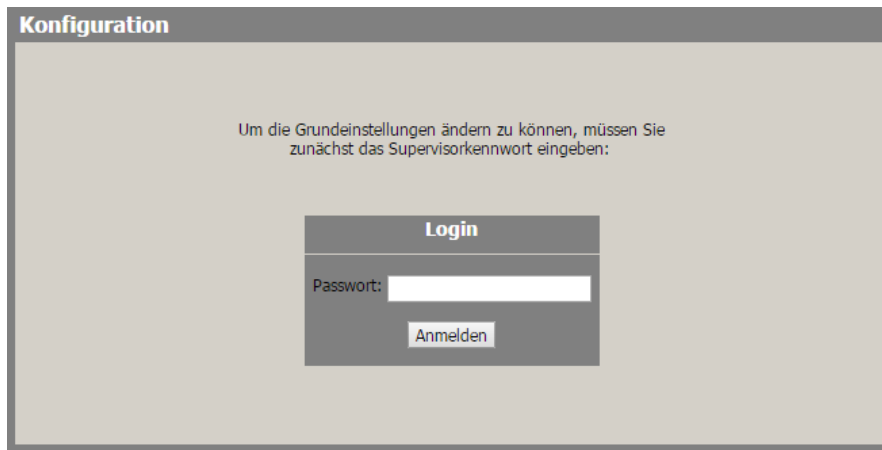 Konfiguration
Um die Grundeinstellungen ändern zu können, müssen Sie
zunächst das Supervisorkennwort eingeben:
Login
Passwort:
Anmelden